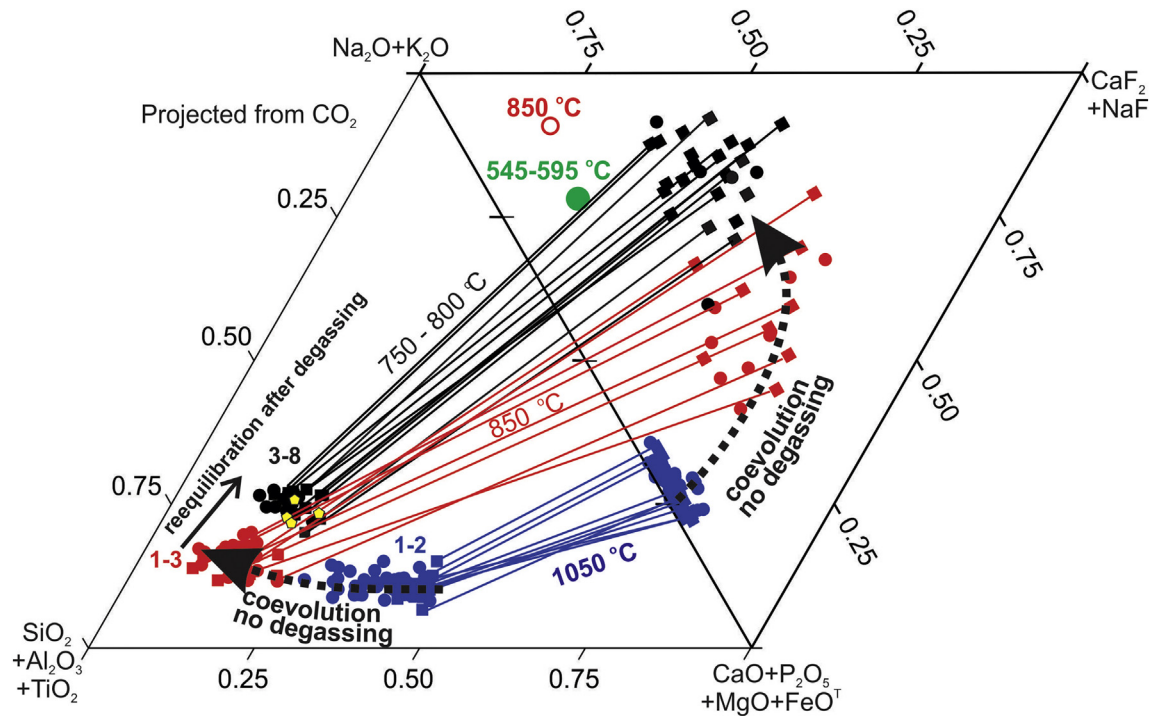 0.75
0.50
0.25
Na₂O+K₂O
CaF₂
+NaF
Projected from CO₂
850 °C
545-595 °C
0.25
0.75
750 - 800 °C
0.50
reequilibration after degassing
850 °C
0.50
coevolution
no degassing
3-8
0.75
1-2
1050 °C
0.25
1-3
coevolution
no degassing
SiO₂
+Al₂O₃
+TiO₂
0.25
0.50
0.75
CaO+P₂O₅
+MgO+FeOᵀ